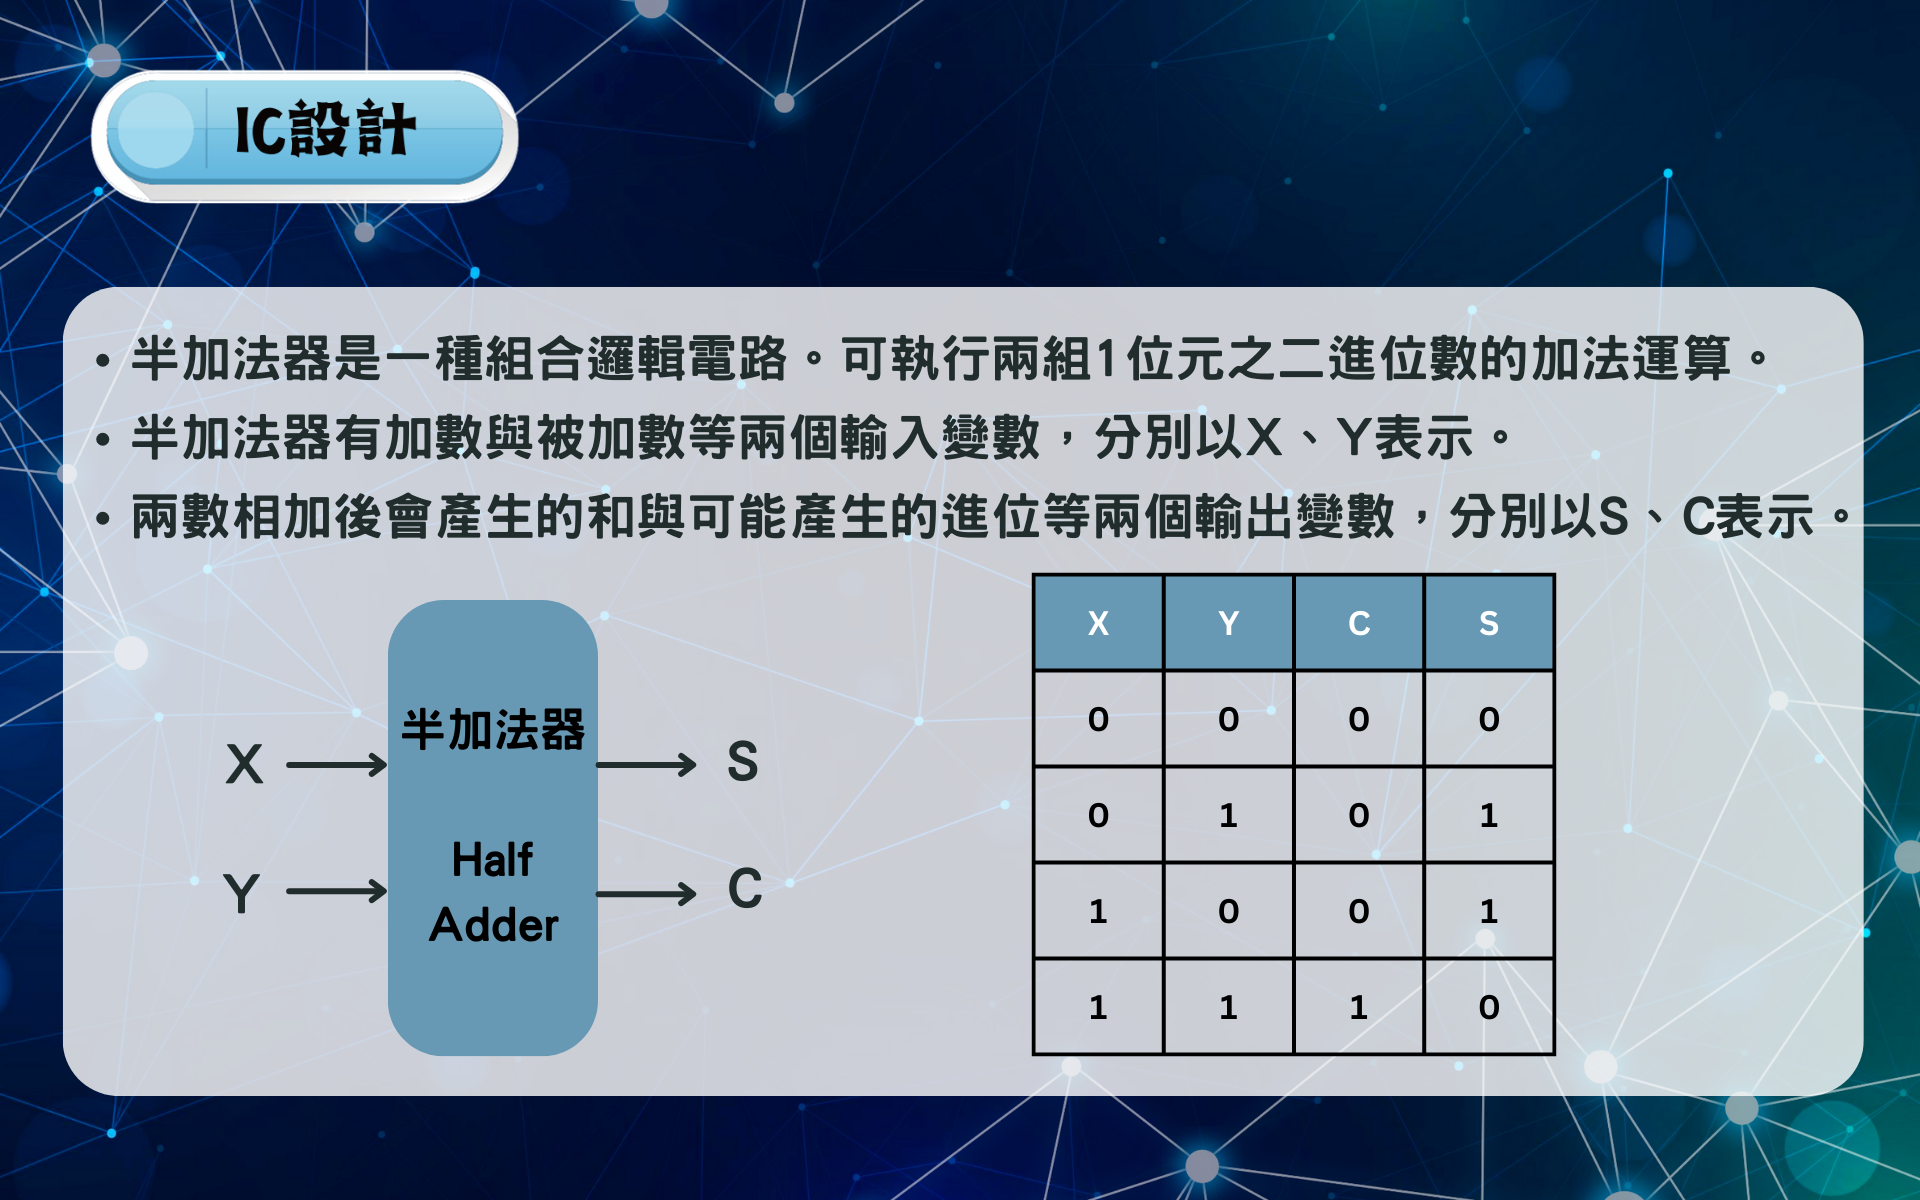 IC設計
• 半加法器是一種組合邏輯電路。可執行兩組1位元之二進位數的加法運算。
• 半加法器有加數與被加數等兩個輸入變數，分別以X、Y表示。
• 兩數相加後會產生的和與可能產生的進位等兩個輸出變數，分別以S、C表示。
半加法器
X
S
Half
Y
C
Adder
X Y C S
0 0 0 0
0 1 0 1
1 0 0 1
1 1 1 0